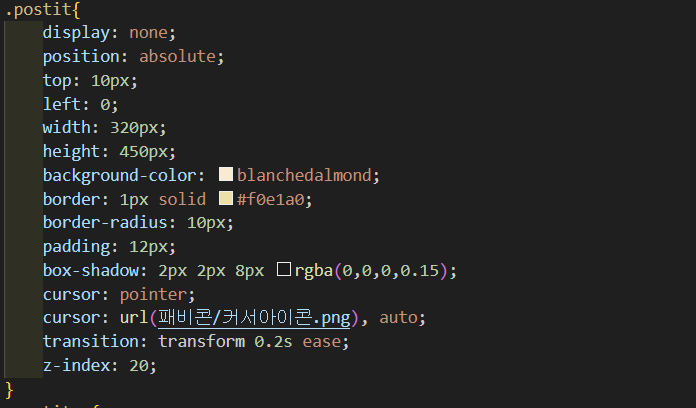 .postit{
display: none;
position: absolute;
top: 10px;
left: 0;
width: 320px;
height: 450px;
background-color: blanchedalmond;
border: 1px solid #f0e1a0;
border-radius: 10px;
padding: 12px;
box-shadow: 2px 2px 8px rgba(0,0,0,0.15);
cursor: pointer;
cursor: url(패비콘/커서아이콘.png), auto;
transition: transform 0.2s ease;
z-index: 20;
}